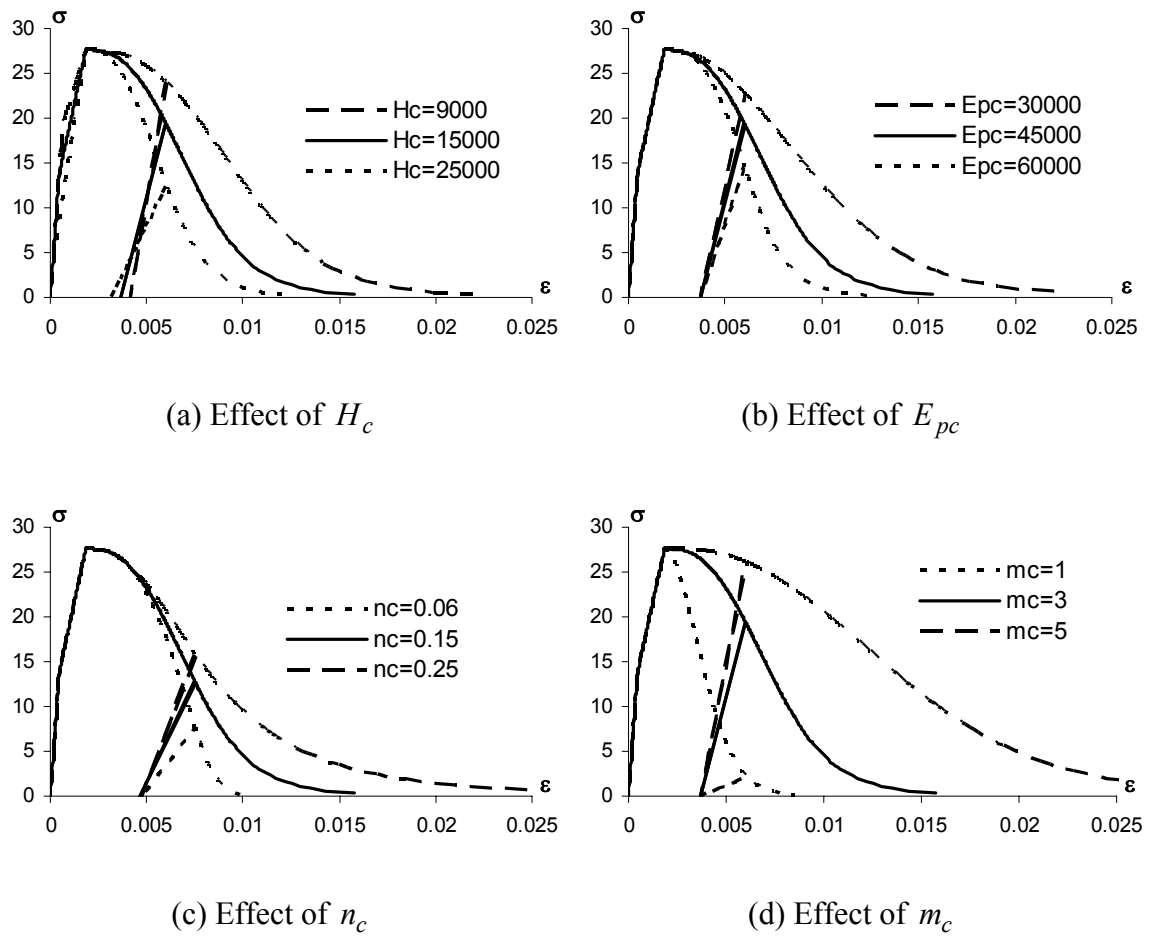 σ
30
25
20
15
10
5
0
Hc=9000
Hc=15000
Hc=25000
ε
0 0.005 0.01 0.015 0.02 0.025
(a) Effect of H_c
σ
30
25
20
15
10
5
0
Epc=30000
Epc=45000
Epc=60000
ε
0 0.005 0.01 0.015 0.02 0.025
(b) Effect of E_pc
σ
30
25
20
15
10
5
0
nc=0.06
nc=0.15
nc=0.25
ε
0 0.005 0.01 0.015 0.02 0.025
(c) Effect of n_c
σ
30
25
20
15
10
5
0
mc=1
mc=3
mc=5
ε
0 0.005 0.01 0.015 0.02 0.025
(d) Effect of m_c